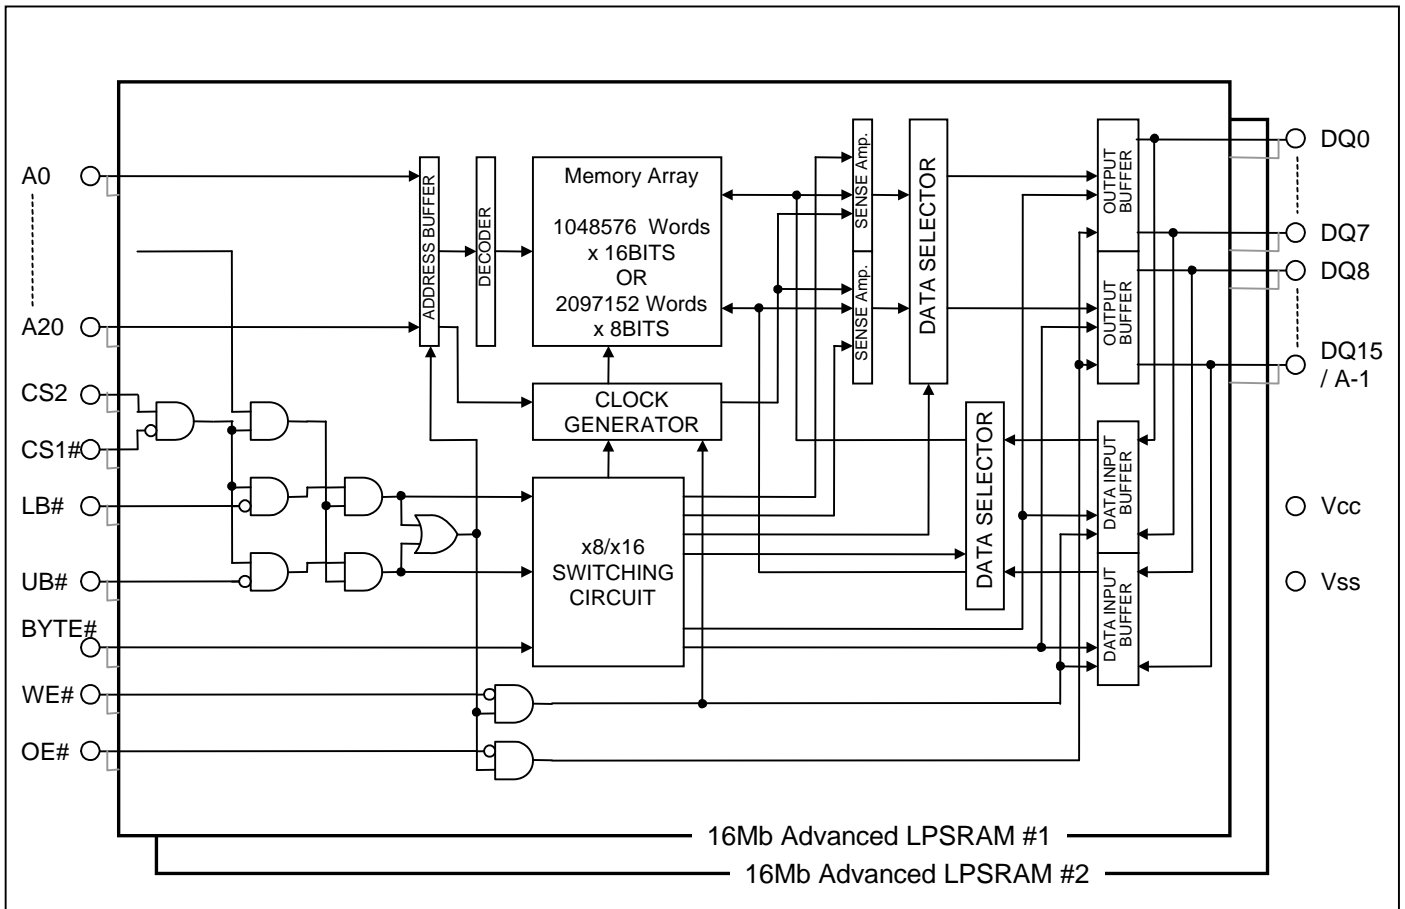 A0
A20
CS2
CS1#
LB#
UB#
BYTE#
WE#
OE#
ADDRESS BUFFER
DECODER
Memory Array
1048576 Words
x 16BITS
OR
2097152 Words
x 8BITS
CLOCK
GENERATOR
x8/x16
SWITCHING
CIRCUIT
SENSE Amp.
SENSE Amp.
DATA SELECTOR
DATA SELECTOR
OUTPUT
BUFFER
OUTPUT
BUFFER
DATA INPUT
BUFFER
DATA INPUT
BUFFER
DQ0
DQ7
DQ8
DQ15
/ A-1
Vcc
Vss
16Mb Advanced LPSRAM #1
16Mb Advanced LPSRAM #2